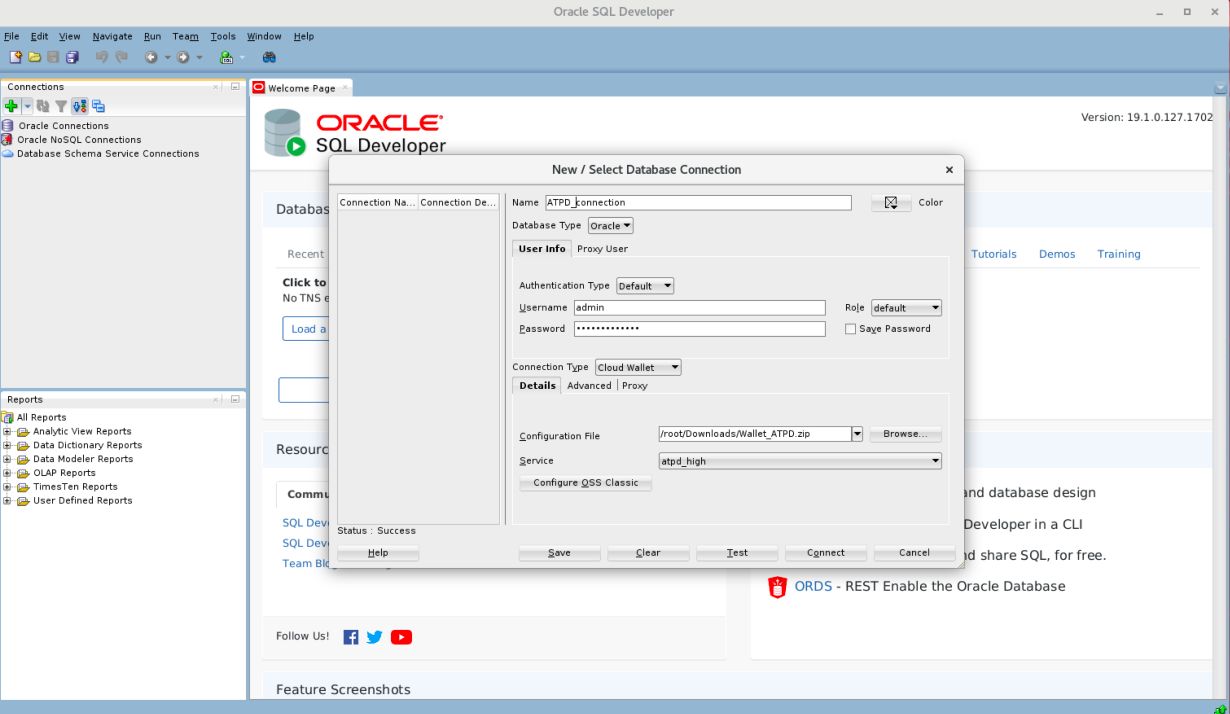 Oracle SQL Developer
File Edit View Navigate Run Team Tools Window Help
Connections
Oracle Connections
Oracle NoSQL Connections
Database Schema Service Connections
Reports
All Reports
Analytic View Reports
Data Dictionary Reports
Data Modeler Reports
OLAP Reports
TimesTen Reports
User Defined Reports
Welcome Page
ORACLE
SQL Developer
Version: 19.1.0.127.1702
Recent
Click to
No TNS
Load a
Tutorials Demos Training
New / Select Database Connection
Connection Na... Connection De...
Name ATPD_connection Color
Database Type Oracle
User Info Proxy User
Authentication Type Default
Username admin Role default
Password ••••••••••••• Save Password
Connection Type Cloud Wallet
Details Advanced Proxy
Configuration File /root/Downloads/Wallet_ATPD.zip Browse...
Service atpd_high
Configure OSS Classic
Status : Success
Help Save Clear Test Connect Cancel
SQL
SQL
Team
and database design
Developer in a CLI
share SQL, for free.
ORDS - REST Enable the Oracle Database
Follow Us!
Feature Screenshots